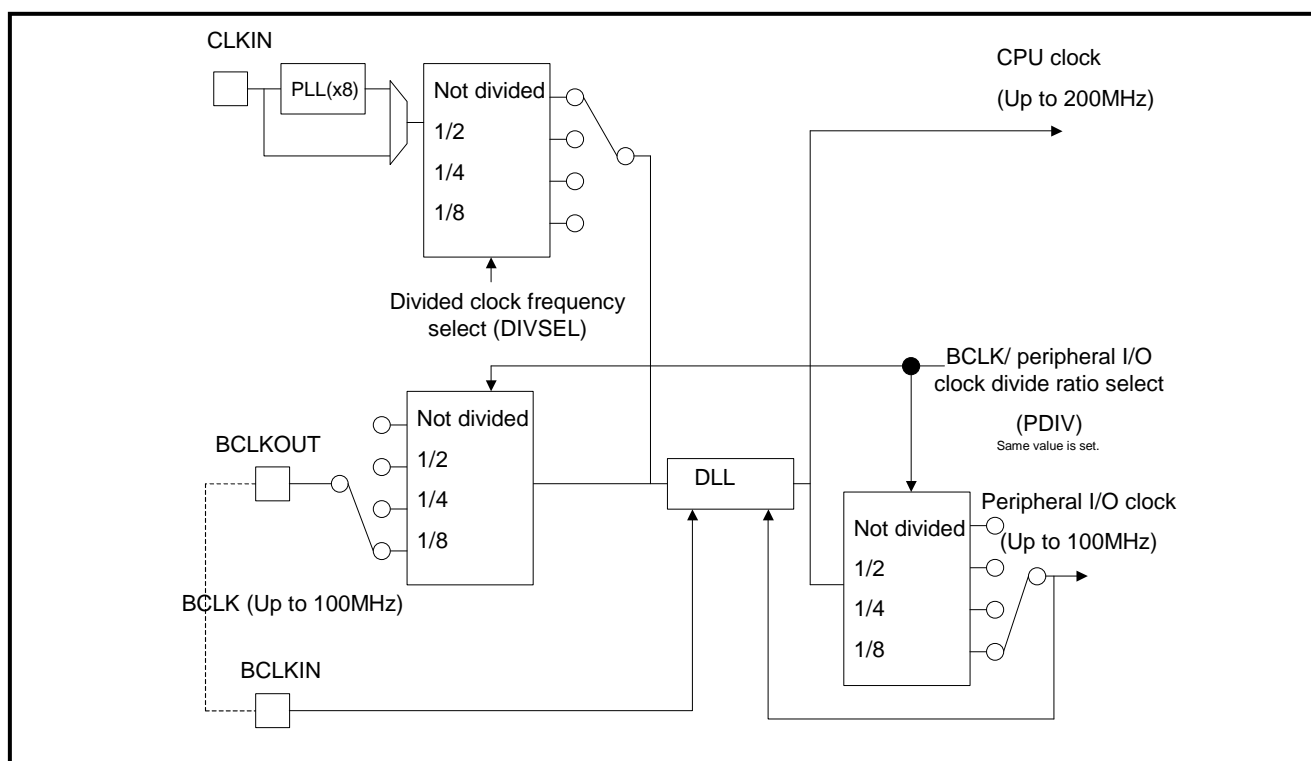 CLKIN
PLL(x8)
Not divided
1/2
1/4
1/8
Divided clock frequency
select (DIVSEL)
CPU clock
(Up to 200MHz)
BCLK/ peripheral I/O
clock divide ratio select
(PDIV)
Same value is set.
BCLKOUT
Not divided
1/2
1/4
1/8
BCLK (Up to 100MHz)
BCLKIN
DLL
Not divided
1/2
1/4
1/8
Peripheral I/O clock
(Up to 100MHz)